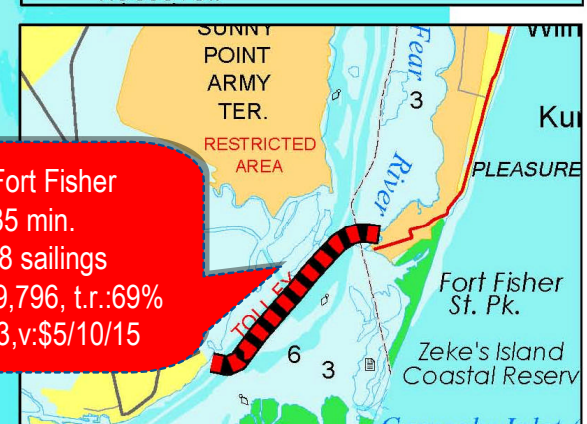 SUNNY
POINT
ARMY
TER.
RESTRICTED
AREA
Fear
River
3
Kur
PLEASURE
Fort Fisher
35 min.
8 sailings
9,796, t.r.:69%
3,v:$5/10/15
TOLLEY
6
3
Fort Fisher
St. Pk.
Zeke's Island
Coastal Reserv